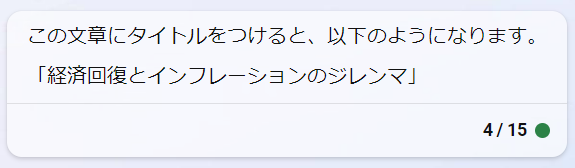 この文章にタイトルをつけると、以下のようになります。
「経済回復とインフレーションのジレンマ」
4 / 15